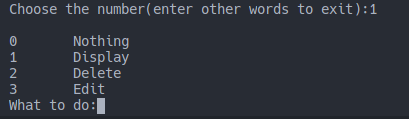 Choose the number(enter other words to exit):1
0 Nothing
1 Display
2 Delete
3 Edit
What to do: